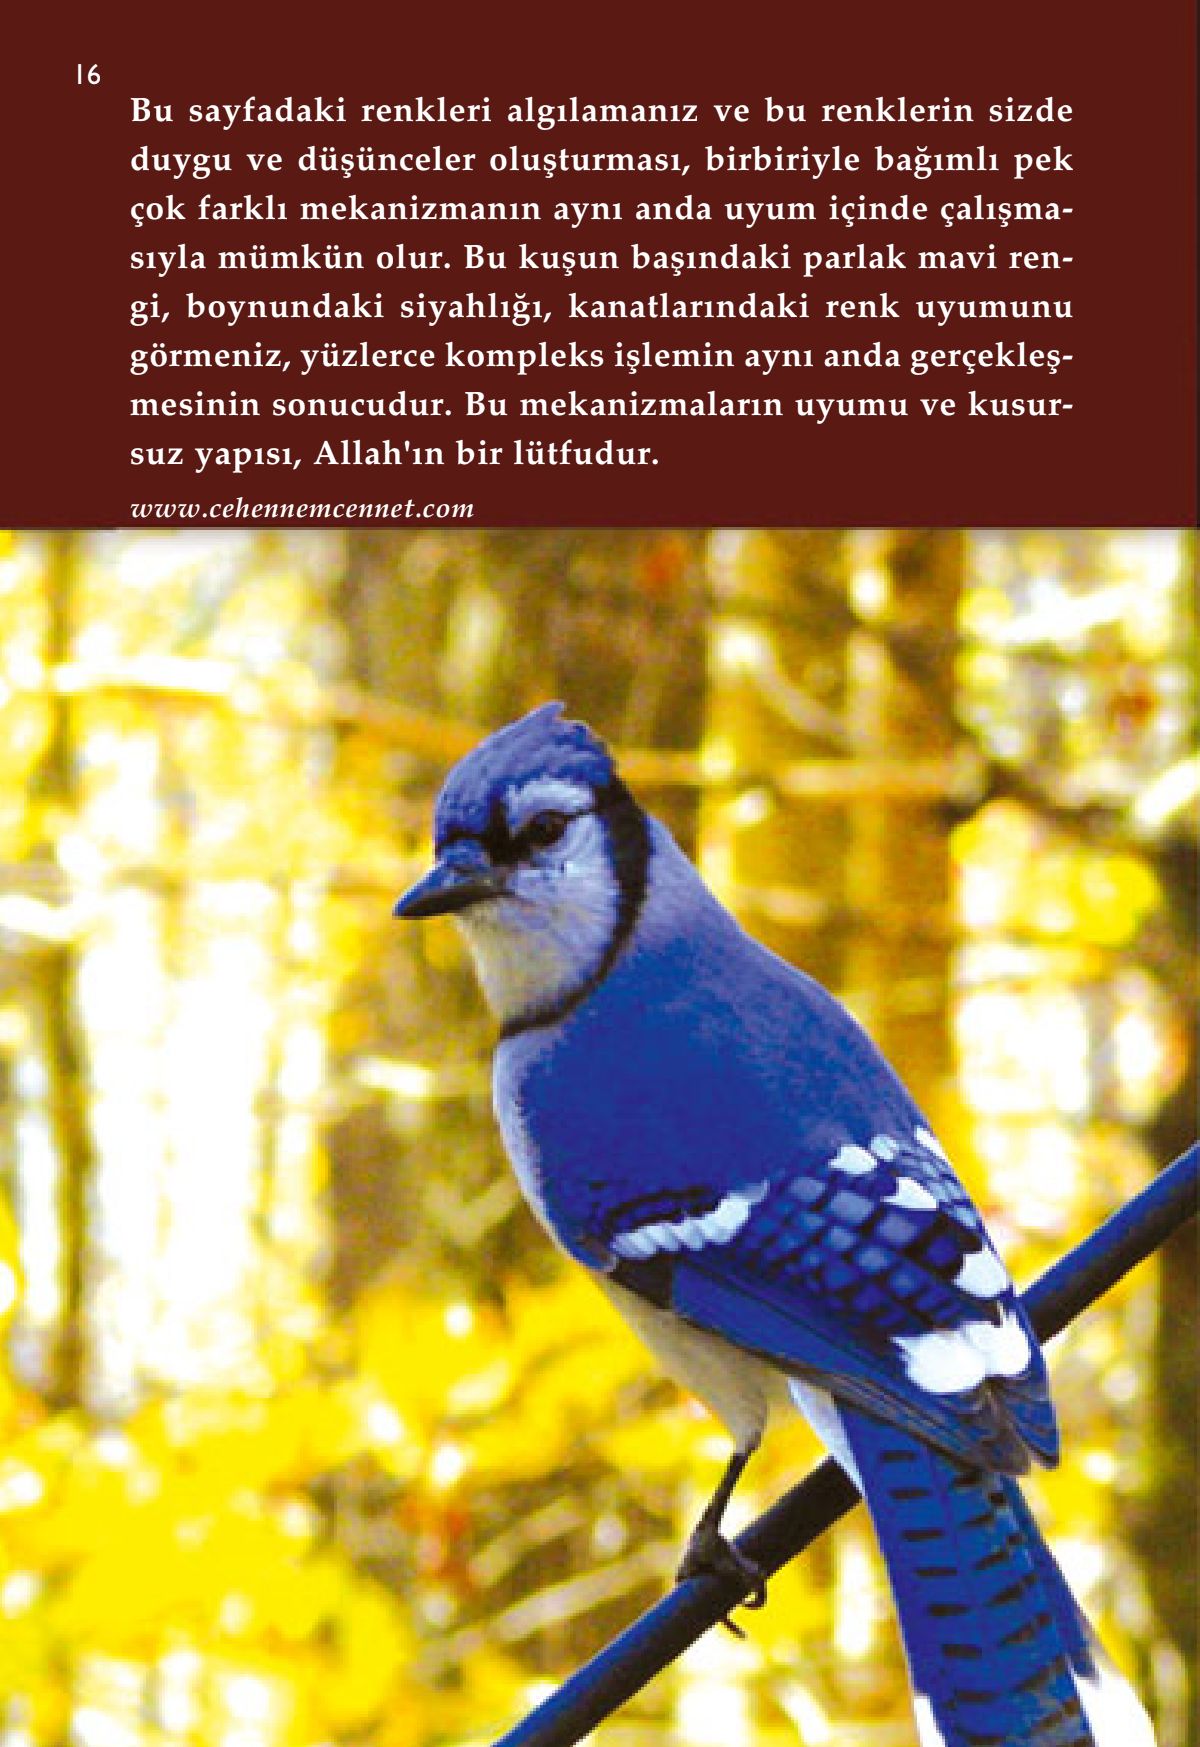 16
Bu sayfadaki renkleri algılamanız ve bu renklerin sizde
duygu ve düşünceler oluşturması, birbiriyle bağımlı pek
çok farklı mekanizmanın aynı anda uyum içinde çalışma-
sıyla mümkün olur. Bu kuşun başındaki parlak mavi ren-
gi, boynundaki siyahlığı, kanatlarındaki renk uyumunu
görmeniz, yüzlerce kompleks işlemin aynı anda gerçekleş-
mesinin sonucudur. Bu mekanizmaların uyumu ve kusur-
suz yapısı, Allah'ın bir lütfudur.
www.cehennemcennet.com